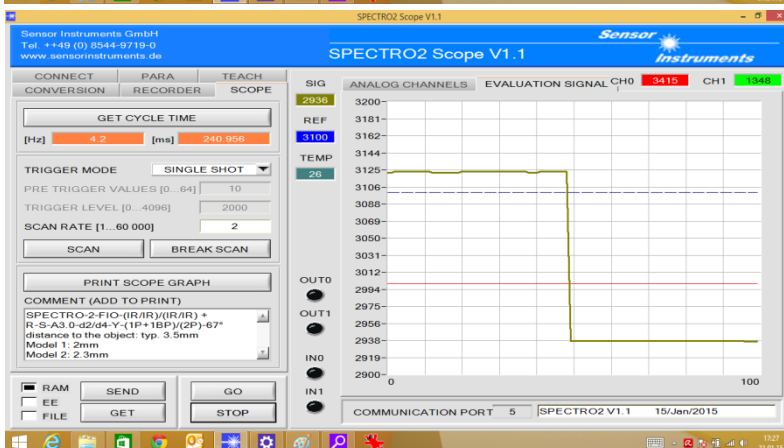 SPECTRO2 Scope V1.1
Sensor Instruments GmbH
Tel. ++49 (0) 8544-9719-0
www.sensorinstruments.de
SPECTRO2 Scope V1.1
Sensor
Instruments
CONNECT PARA TEACH
CONVERSION RECORDER SCOPE
GET CYCLE TIME
[Hz] 4.2 [ms] 240.956
TRIGGER MODE SINGLE SHOT
PRE TRIGGER VALUES [0...64] 10
TRIGGER LEVEL [0...4096] 2000
SCAN RATE [1...60 000] 2
SCAN BREAK SCAN
PRINT SCOPE GRAPH
COMMENT (ADD TO PRINT)
SPECTRO-2-FIO-(IR/IR)/(IR/IR) +
R-S-A3.0-d2/d4-Y-(1P+1BP)/(2P)-67°
distance to the object: typ. 3.5mm
Model 1: 2mm
Model 2: 2.3mm
RAM
EE
FILE
SEND GO
GET STOP
SIG
2936
REF
3100
TEMP
26
OUT0
OUT1
IN0
IN1
ANALOG CHANNELS EVALUATION SIGNAL CH0 3415 CH1 1348
3200
3181
3162
3144
3125
3106
3088
3069
3050
3031
3012
2994
2975
2956
2938
2919
2900
0 100
COMMUNICATION PORT 5 SPECTRO2 V1.1 15/Jan/2015
13:27